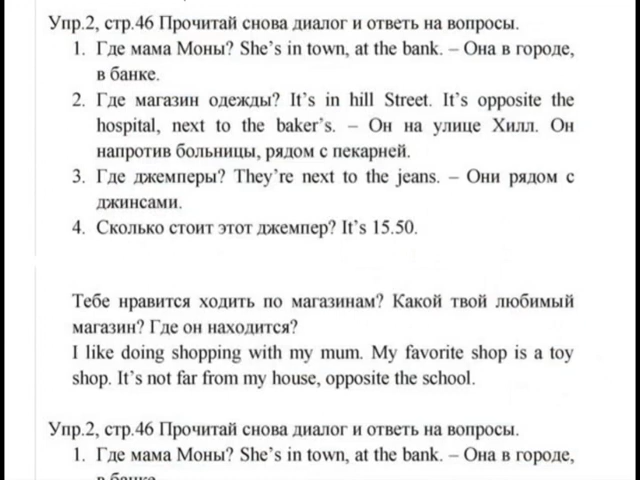 Упр.2, стр.46 Прочитай снова диалог и ответь на вопросы.
1. Где мама Моны? She's in town, at the bank. – Она в городе,
в банке.
2. Где магазин одежды? It's in hill Street. It's opposite the
hospital, next to the baker's. – Он на улице Хилл. Он
напротив больницы, рядом с пекарней.
3. Где джемперы? They're next to the jeans. – Они рядом с
джинсами.
4. Сколько стоит этот джемпер? It's 15.50.
Тебе нравится ходить по магазинам? Какой твой любимый
магазин? Где он находится?
I like doing shopping with my mum. My favorite shop is a toy
shop. It's not far from my house, opposite the school.
Упр.2, стр.46 Прочитай снова диалог и ответь на вопросы.
1. Где мама Моны? She's in town, at the bank. – Она в городе,
в банке.